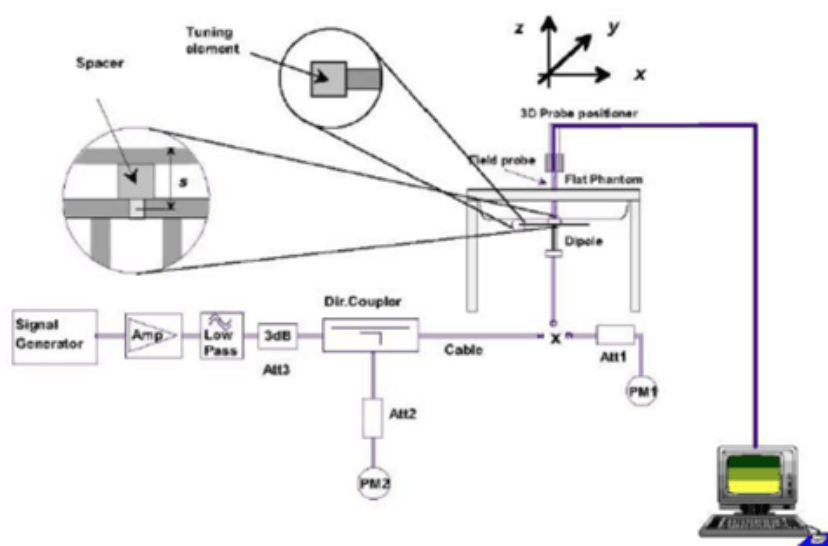 Tuning
element
Spacer
s
z
y
x
3D Probe positioner
Field probe
Flat Phantom
Dipole
Signal
Generator
Amp
Low
Pass
3dB
Att3
Dir.Coupler
Cable
x
Att1
PM1
Att2
PM2